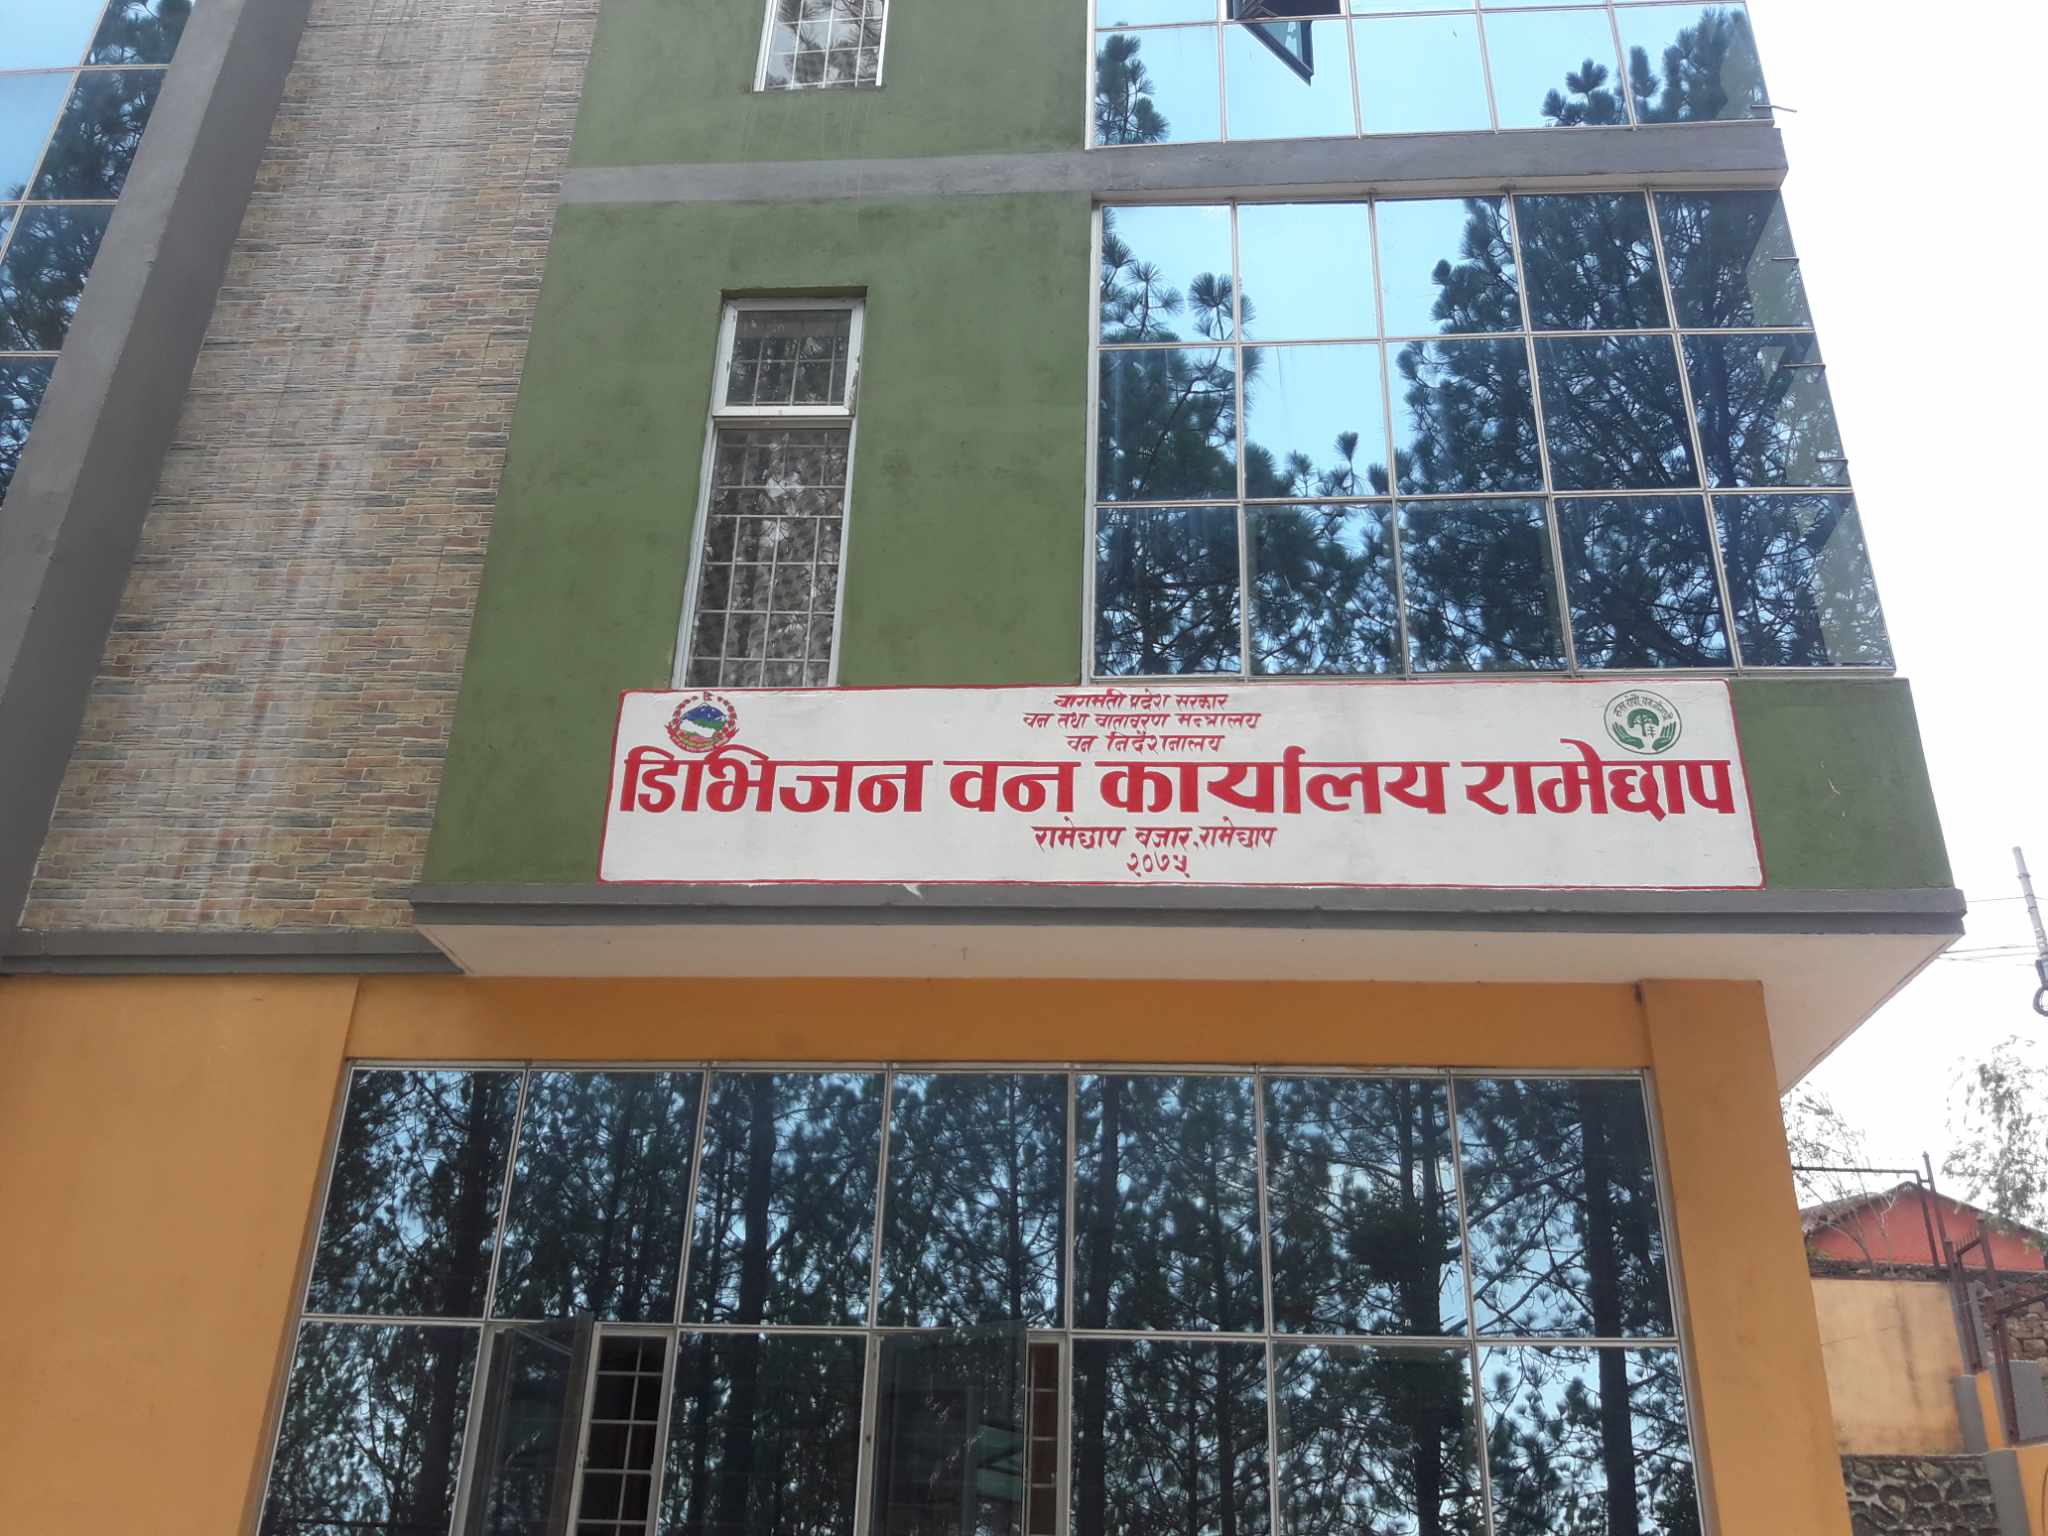 बागमती प्रदेश सरकार
वन तथा वातावरण मन्त्रालय
वन निर्देशनालय
डिभिजन वन कार्यालय रामेछाप
रामेछाप बजार, रामेछाप
२०७५